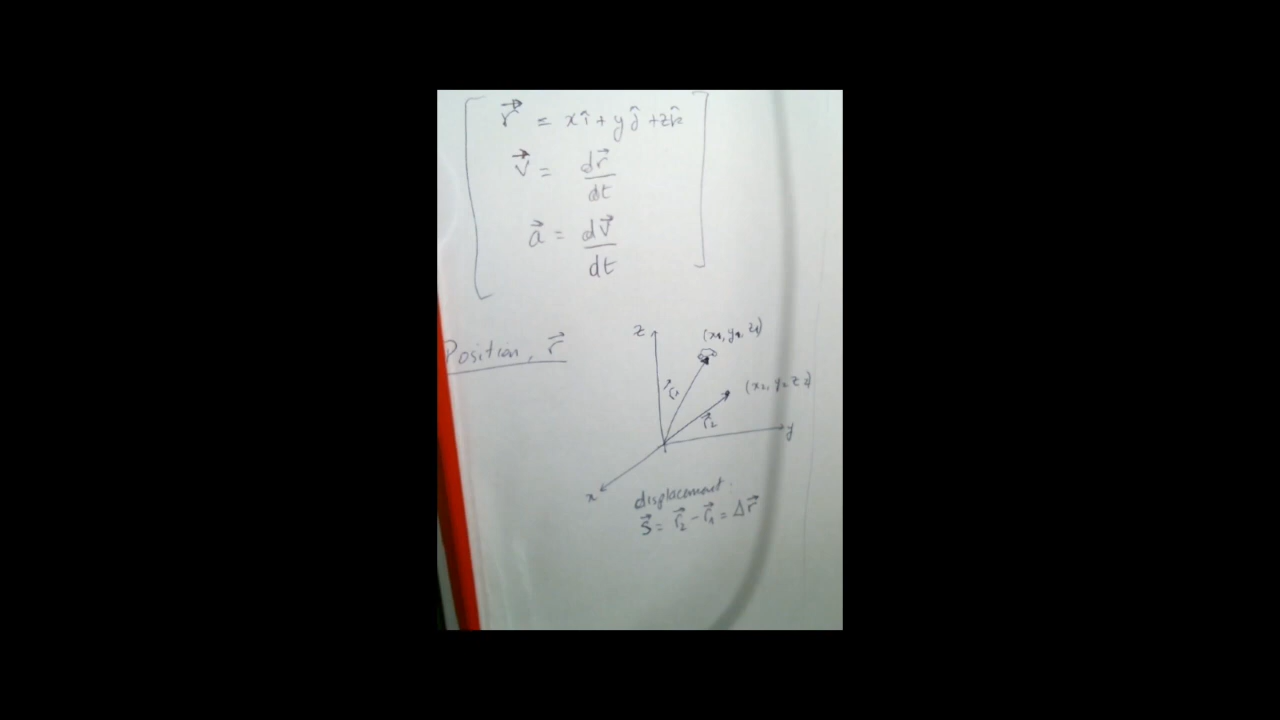 r⃗ = xî + yĵ + zk̂
v⃗ = dr⃗/dt
a⃗ = dv⃗/dt
Position, r⃗
z
(x₁, y₁, z₁)
r⃗₁
(x₂, y₂ z₂)
r⃗₂
y
x
displacement
s⃗ = r⃗₂ - r⃗₁ = Δr⃗